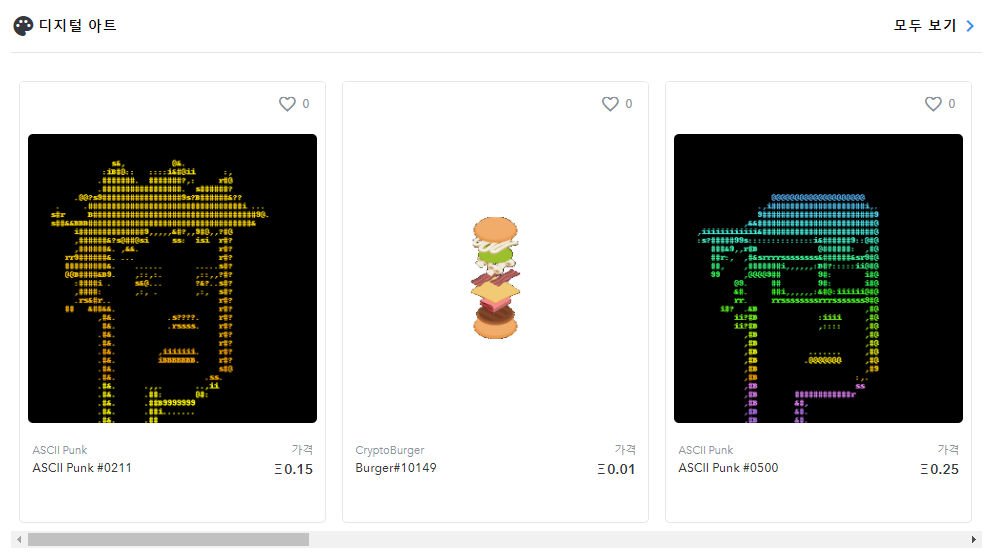 디지털 아트
모두 보기
0
ASCII Punk
가격
ASCII Punk #0211
Ξ0.15
0
CryptoBurger
가격
Burger#10149
Ξ0.01
0
ASCII Punk
가격
ASCII Punk #0500
Ξ0.25